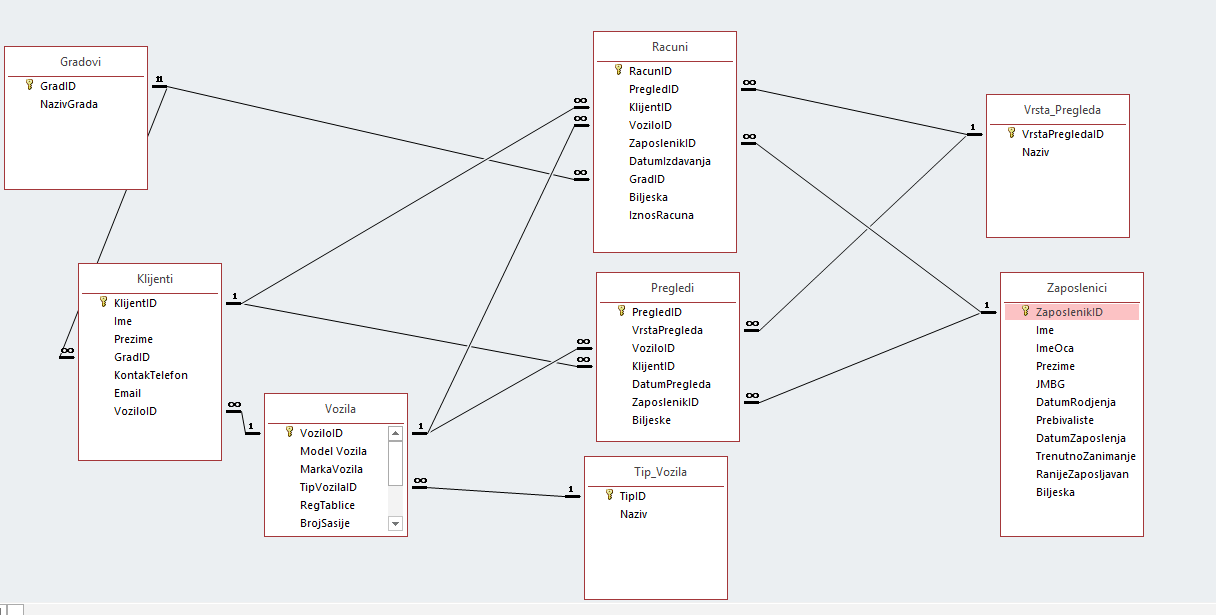 Gradovi
GradID
NazivGrada
1
1
∞
Klijenti
KlijentID
Ime
Prezime
GradID
KontakTelefon
Email
VoziloID
1
∞
Vozila
VoziloID
Model Vozila
MarkaVozila
TipVozilaID
RegTablice
BrojSasije
1
1
∞
Racuni
RacunID
PregledID
KlijentID
VoziloID
ZaposlenikID
DatumIzdavanja
GradID
Biljeska
IznosRacuna
∞
∞
∞
∞
∞
Pregledi
PregledID
VrstaPregleda
VoziloID
KlijentID
DatumPregleda
ZaposlenikID
Biljeske
∞
∞
∞
∞
Tip_Vozila
TipID
Naziv
1
Vrsta_Pregleda
VrstaPregledaID
Naziv
1
Zaposlenici
ZaposlenikID
Ime
ImeOca
Prezime
JMBG
DatumRodjenja
Prebivaliste
DatumZaposlenja
TrenutnoZanimanje
RanijeZaposljavan
Biljeska
1